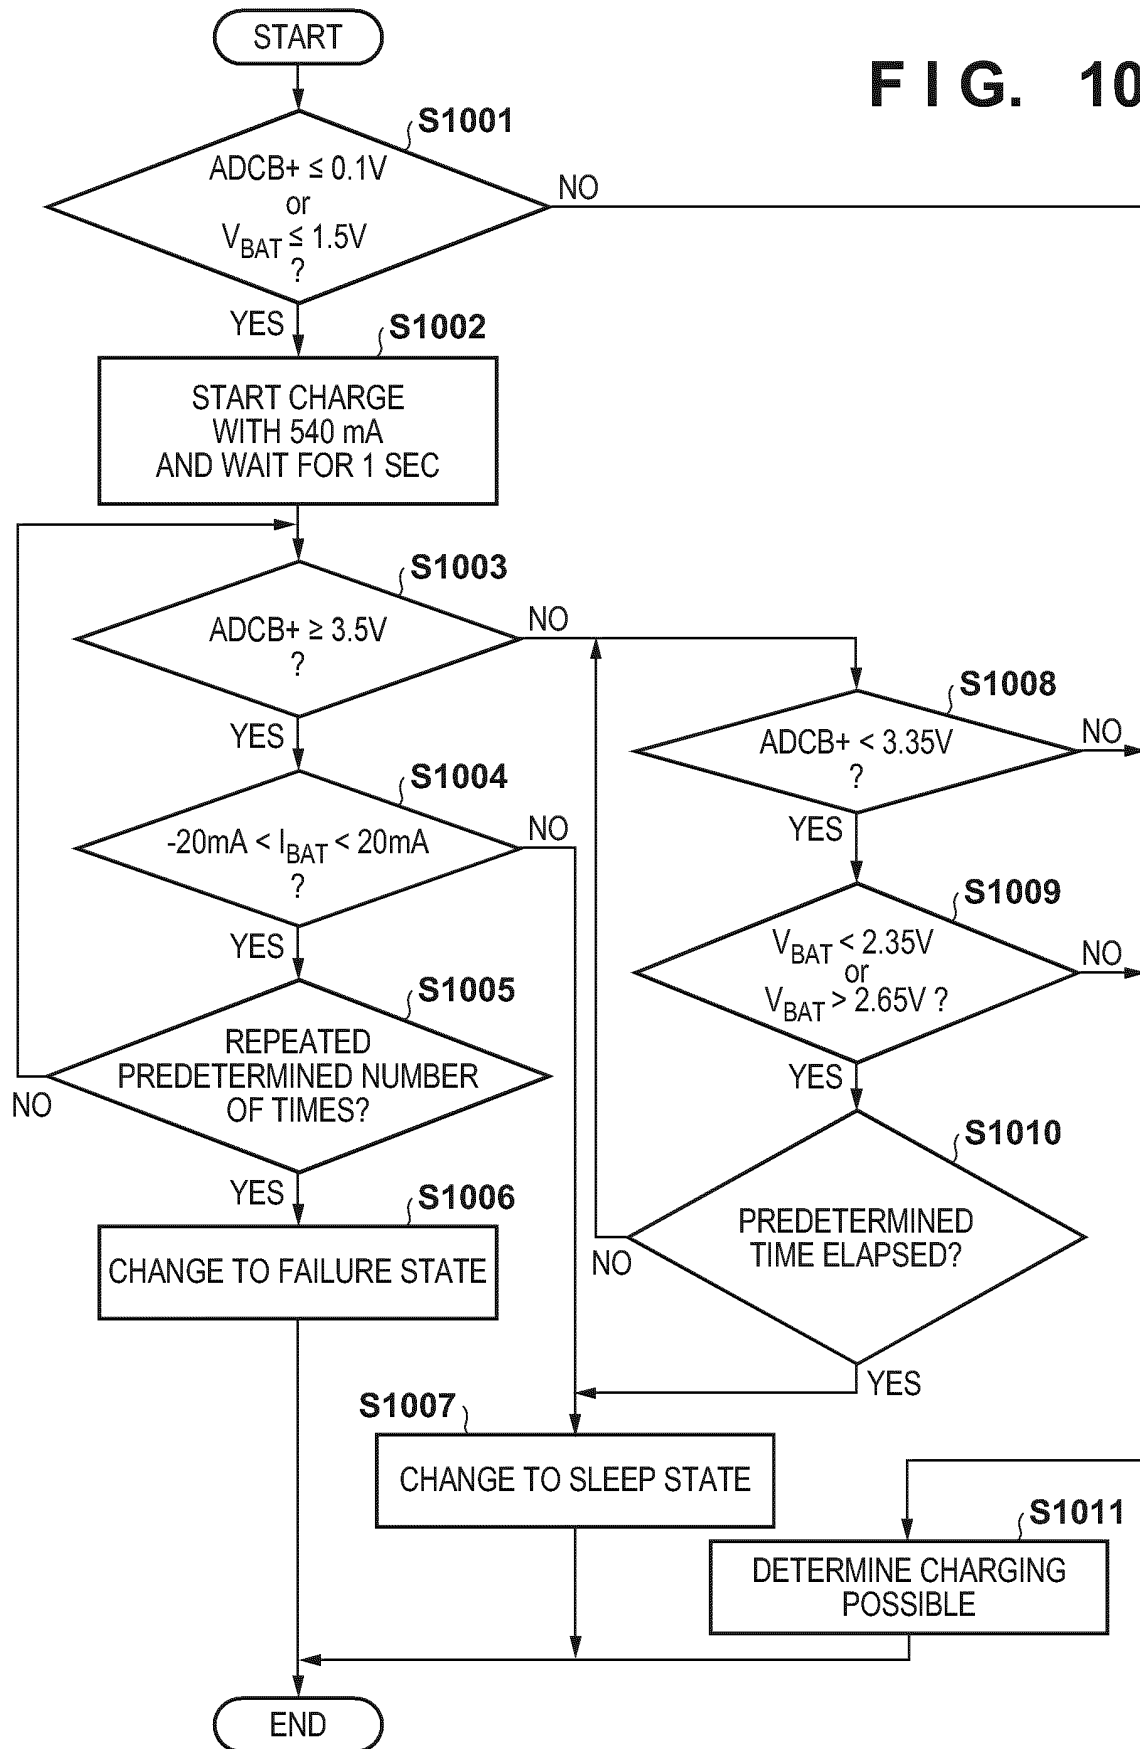 START
FIG. 10
S1001
ADCB+ ≤ 0.1V
or
VBAT ≤ 1.5V
?
NO
YES
S1002
START CHARGE
WITH 540 mA
AND WAIT FOR 1 SEC
S1003
ADCB+ ≥ 3.5V
?
NO
YES
S1008
ADCB+ < 3.35V
?
NO
YES
S1004
-20mA < IBAT < 20mA
?
NO
YES
S1009
VBAT < 2.35V
or
VBAT > 2.65V ?
NO
YES
S1005
REPEATED
PREDETERMINED NUMBER
OF TIMES?
NO
YES
S1010
PREDETERMINED
TIME ELAPSED?
NO
YES
S1006
CHANGE TO FAILURE STATE
S1007
CHANGE TO SLEEP STATE
S1011
DETERMINE CHARGING
POSSIBLE
END